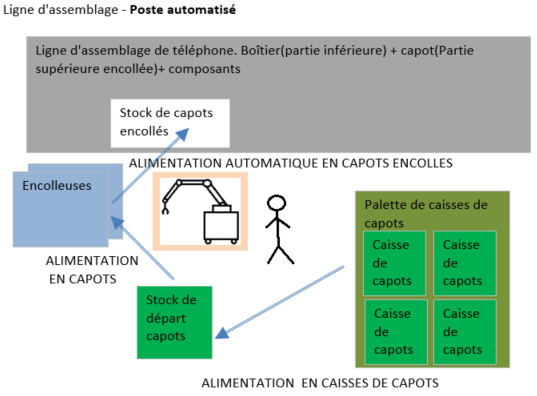 Ligne d'assemblage - Poste automatisé
Ligne d'assemblage de téléphone. Boîtier(partie inférieure) + capot(Partie
supérieure encollée)+ composants
Stock de capots
encollés
ALIMENTATION AUTOMATIQUE EN CAPOTS ENCOLLES
Encolleuses
Palette de caisses de
capots
Caisse
de
capots
Caisse
de
capots
ALIMENTATION
EN CAPOTS
Stock de
départ
capots
Caisse
de
capots
Caisse
de
capots
ALIMENTATION EN CAISSES DE CAPOTS